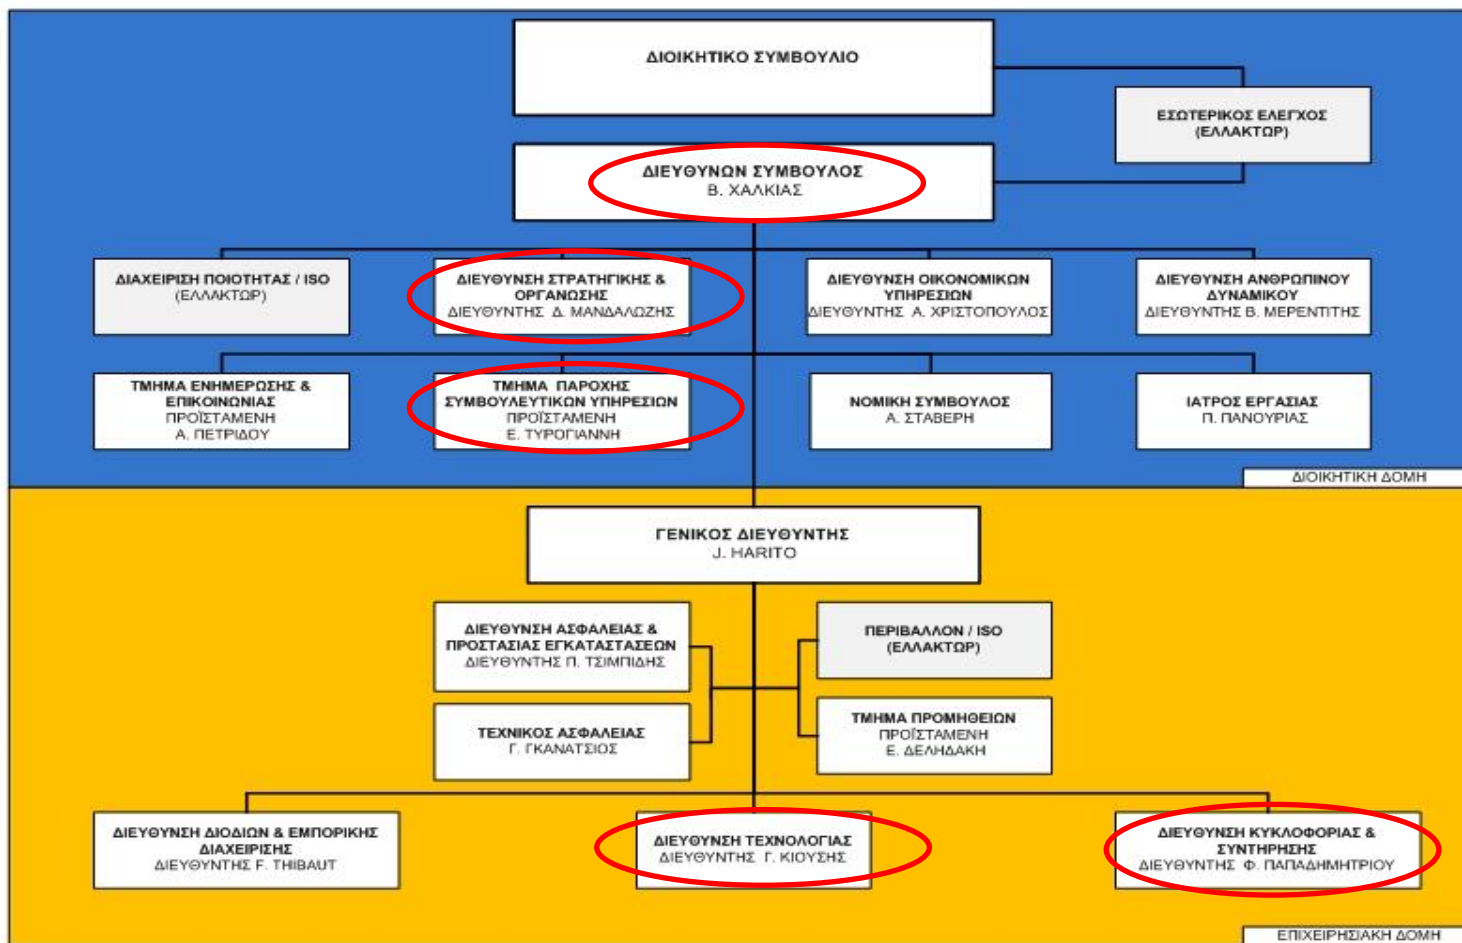 ΔΙΟΙΚΗΤΙΚΟ ΣΥΜΒΟΥΛΙΟ
ΕΣΩΤΕΡΙΚΟΣ ΕΛΕΓΧΟΣ
(ΕΛΛΑΚΤΩΡ)
ΔΙΕΥΘΥΝΩΝ ΣΥΜΒΟΥΛΟΣ
Β. ΧΑΛΚΙΑΣ
ΔΙΑΧΕΙΡΙΣΗ ΠΟΙΟΤΗΤΑΣ / ISO
(ΕΛΛΑΚΤΩΡ)
ΔΙΕΥΘΥΝΣΗ ΣΤΡΑΤΗΓΙΚΗΣ &
ΟΡΓΑΝΩΣΗΣ
ΔΙΕΥΘΥΝΤΗΣ Δ. ΜΑΝΔΑΛΩΖΗΣ
ΔΙΕΥΘΥΝΣΗ ΟΙΚΟΝΟΜΙΚΩΝ
ΥΠΗΡΕΣΙΩΝ
ΔΙΕΥΘΥΝΤΗΣ Α. ΧΡΙΣΤΟΠΟΥΛΟΣ
ΔΙΕΥΘΥΝΣΗ ΑΝΘΡΩΠΙΝΟΥ
ΔΥΝΑΜΙΚΟΥ
ΔΙΕΥΘΥΝΤΗΣ Β. ΜΕΡΕΝΤΙΤΗΣ
ΤΜΗΜΑ ΕΝΗΜΕΡΩΣΗΣ &
ΕΠΙΚΟΙΝΩΝΙΑΣ
ΠΡΟΪΣΤΑΜΕΝΗ
Α. ΠΕΤΡΙΔΟΥ
ΤΜΗΜΑ ΠΑΡΟΧΗΣ
ΣΥΜΒΟΥΛΕΥΤΙΚΩΝ ΥΠΗΡΕΣΙΩΝ
ΠΡΟΪΣΤΑΜΕΝΗ
Ε. ΤΥΡΟΓΙΑΝΝΗ
ΝΟΜΙΚΗ ΣΥΜΒΟΥΛΟΣ
Α. ΣΤΑΒΕΡΗ
ΙΑΤΡΟΣ ΕΡΓΑΣΙΑΣ
Π. ΠΑΝΟΥΡΙΑΣ
ΔΙΟΙΚΗΤΙΚΗ ΔΟΜΗ
ΓΕΝΙΚΟΣ ΔΙΕΥΘΥΝΤΗΣ
J. HARITO
ΔΙΕΥΘΥΝΣΗ ΑΣΦΑΛΕΙΑΣ &
ΠΡΟΣΤΑΣΙΑΣ ΕΓΚΑΤΑΣΤΑΣΕΩΝ
ΔΙΕΥΘΥΝΤΗΣ Π. ΤΣΙΜΠΙΔΗΣ
ΠΕΡΙΒΑΛΛΟΝ / ISO
(ΕΛΛΑΚΤΩΡ)
ΤΕΧΝΙΚΟΣ ΑΣΦΑΛΕΙΑΣ
Γ. ΓΚΑΝΑΤΣΙΟΣ
ΤΜΗΜΑ ΠΡΟΜΗΘΕΙΩΝ
ΠΡΟΪΣΤΑΜΕΝΗ
Ε. ΔΕΛΗΔΑΚΗ
ΔΙΕΥΘΥΝΣΗ ΔΙΟΔΙΩΝ & ΕΜΠΟΡΙΚΗΣ
ΔΙΑΧΕΙΡΙΣΗΣ
ΔΙΕΥΘΥΝΤΗΣ F. THIBAUT
ΔΙΕΥΘΥΝΣΗ ΤΕΧΝΟΛΟΓΙΑΣ
ΔΙΕΥΘΥΝΤΗΣ Γ. ΚΙΟΥΣΗΣ
ΔΙΕΥΘΥΝΣΗ ΚΥΚΛΟΦΟΡΙΑΣ &
ΣΥΝΤΗΡΗΣΗΣ
ΔΙΕΥΘΥΝΤΗΣ Φ. ΠΑΠΑΔΗΜΗΤΡΙΟΥ
ΕΠΙΧΕΙΡΗΣΙΑΚΗ ΔΟΜΗ